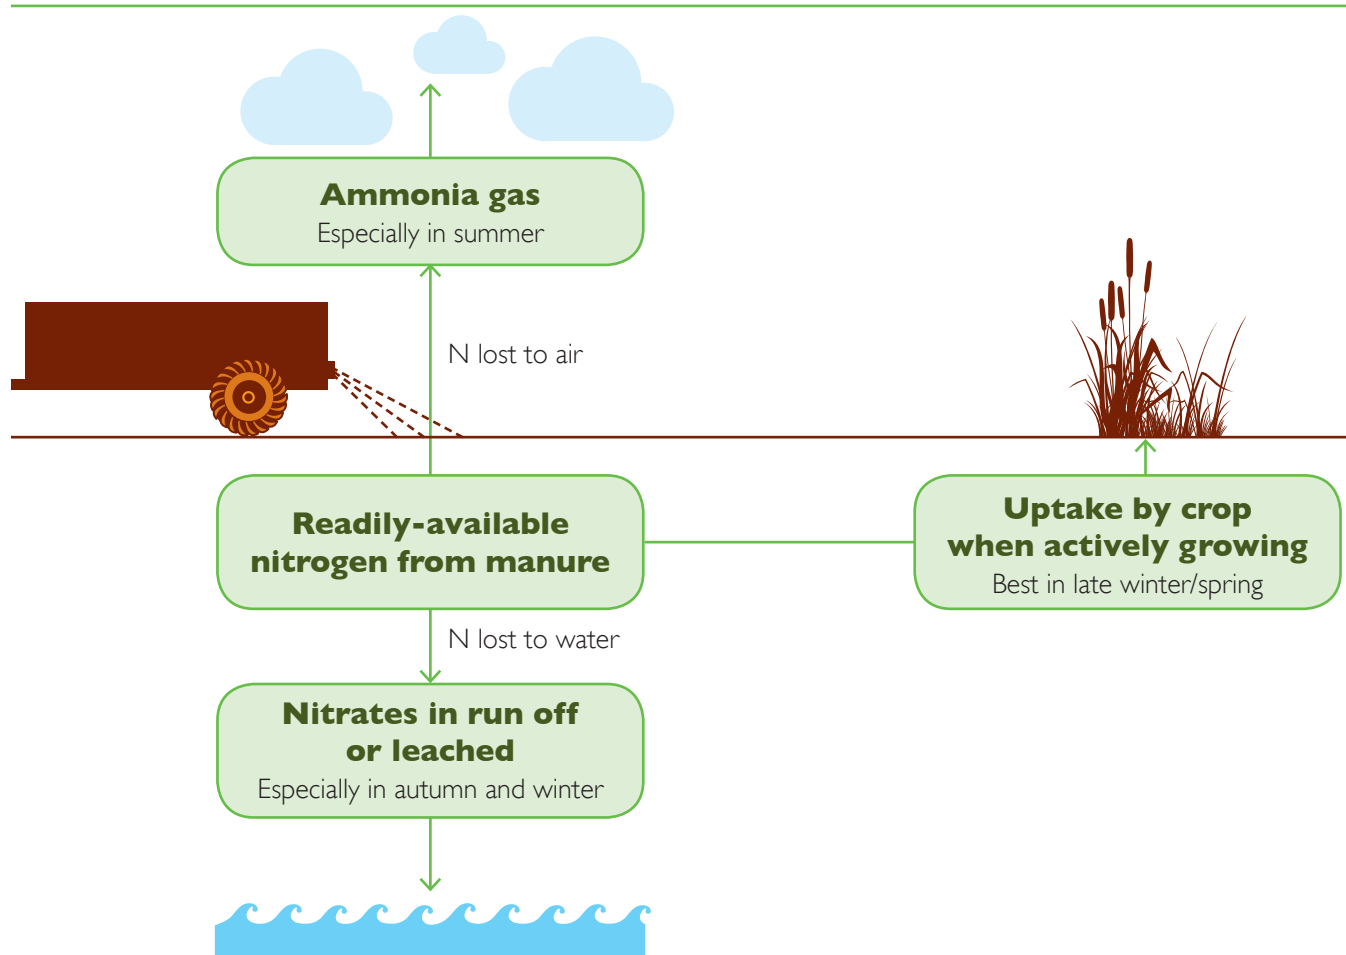 Ammonia gas
Especially in summer
N lost to air
Readily-available
nitrogen from manure
Uptake by crop
when actively growing
Best in late winter/spring
N lost to water
Nitrates in run off
or leached
Especially in autumn and winter